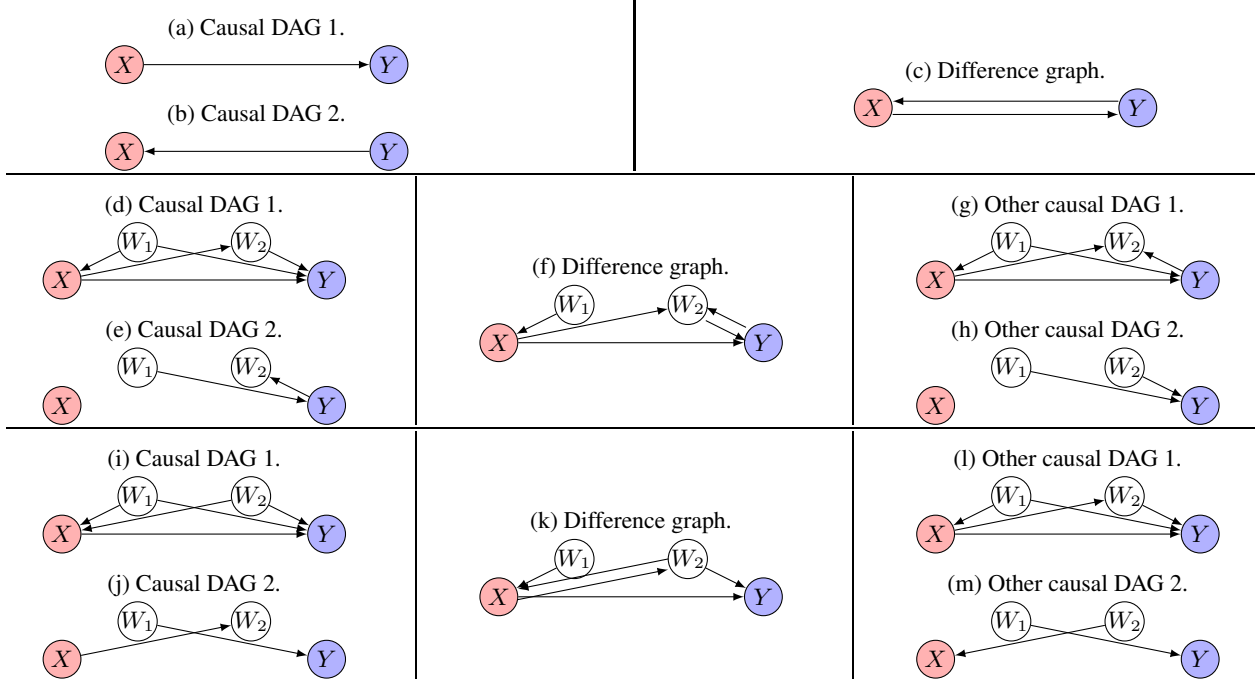 (a) Causal DAG 1.
X Y
(b) Causal DAG 2.
X Y
(c) Difference graph.
X Y
(d) Causal DAG 1.
W₁ W₂
X Y
(e) Causal DAG 2.
W₁ W₂
X Y
(f) Difference graph.
W₁ W₂
X Y
(g) Other causal DAG 1.
W₁ W₂
X Y
(h) Other causal DAG 2.
W₁ W₂
X Y
(i) Causal DAG 1.
W₁ W₂
X Y
(j) Causal DAG 2.
W₁ W₂
X Y
(k) Difference graph.
W₁ W₂
X Y
(l) Other causal DAG 1.
W₁ W₂
X Y
(m) Other causal DAG 2.
W₁ W₂
X Y